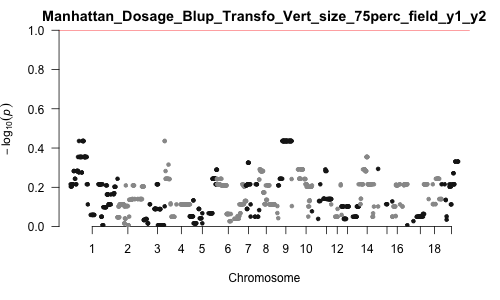 Manhattan_Dosage_Blup_Transfo_Vert_size_75perc_field_y1_y2
1.0
0.8
0.6
0.4
0.2
0.0
− log₁₀(p)
1 2 3 4 5 6 7 8 9 10 12 14 16 18
Chromosome